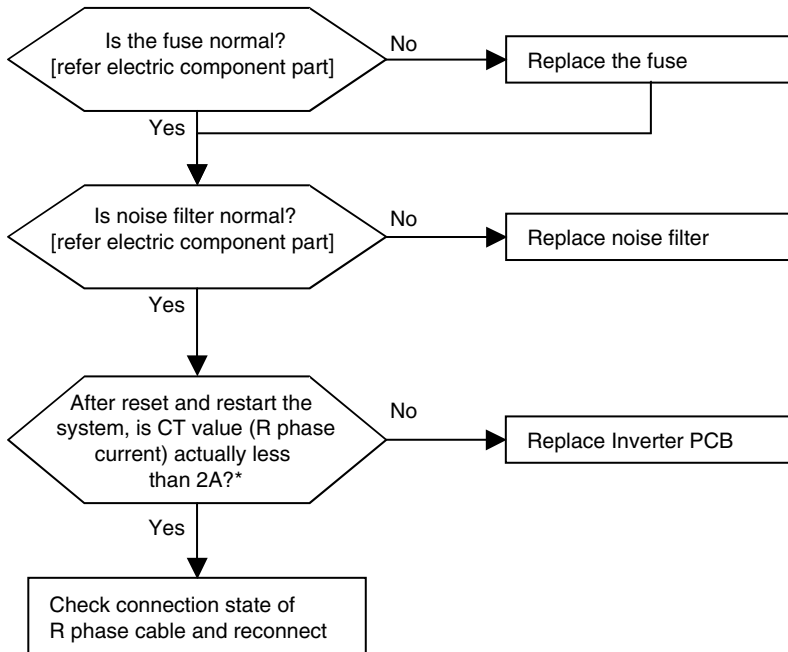 Is the fuse normal?
[refer electric component part]
No
Replace the fuse
Yes
Is noise filter normal?
[refer electric component part]
No
Replace noise filter
Yes
After reset and restart the
system, is CT value (R phase
current) actually less
than 2A?*
No
Replace Inverter PCB
Yes
Check connection state of
R phase cable and reconnect